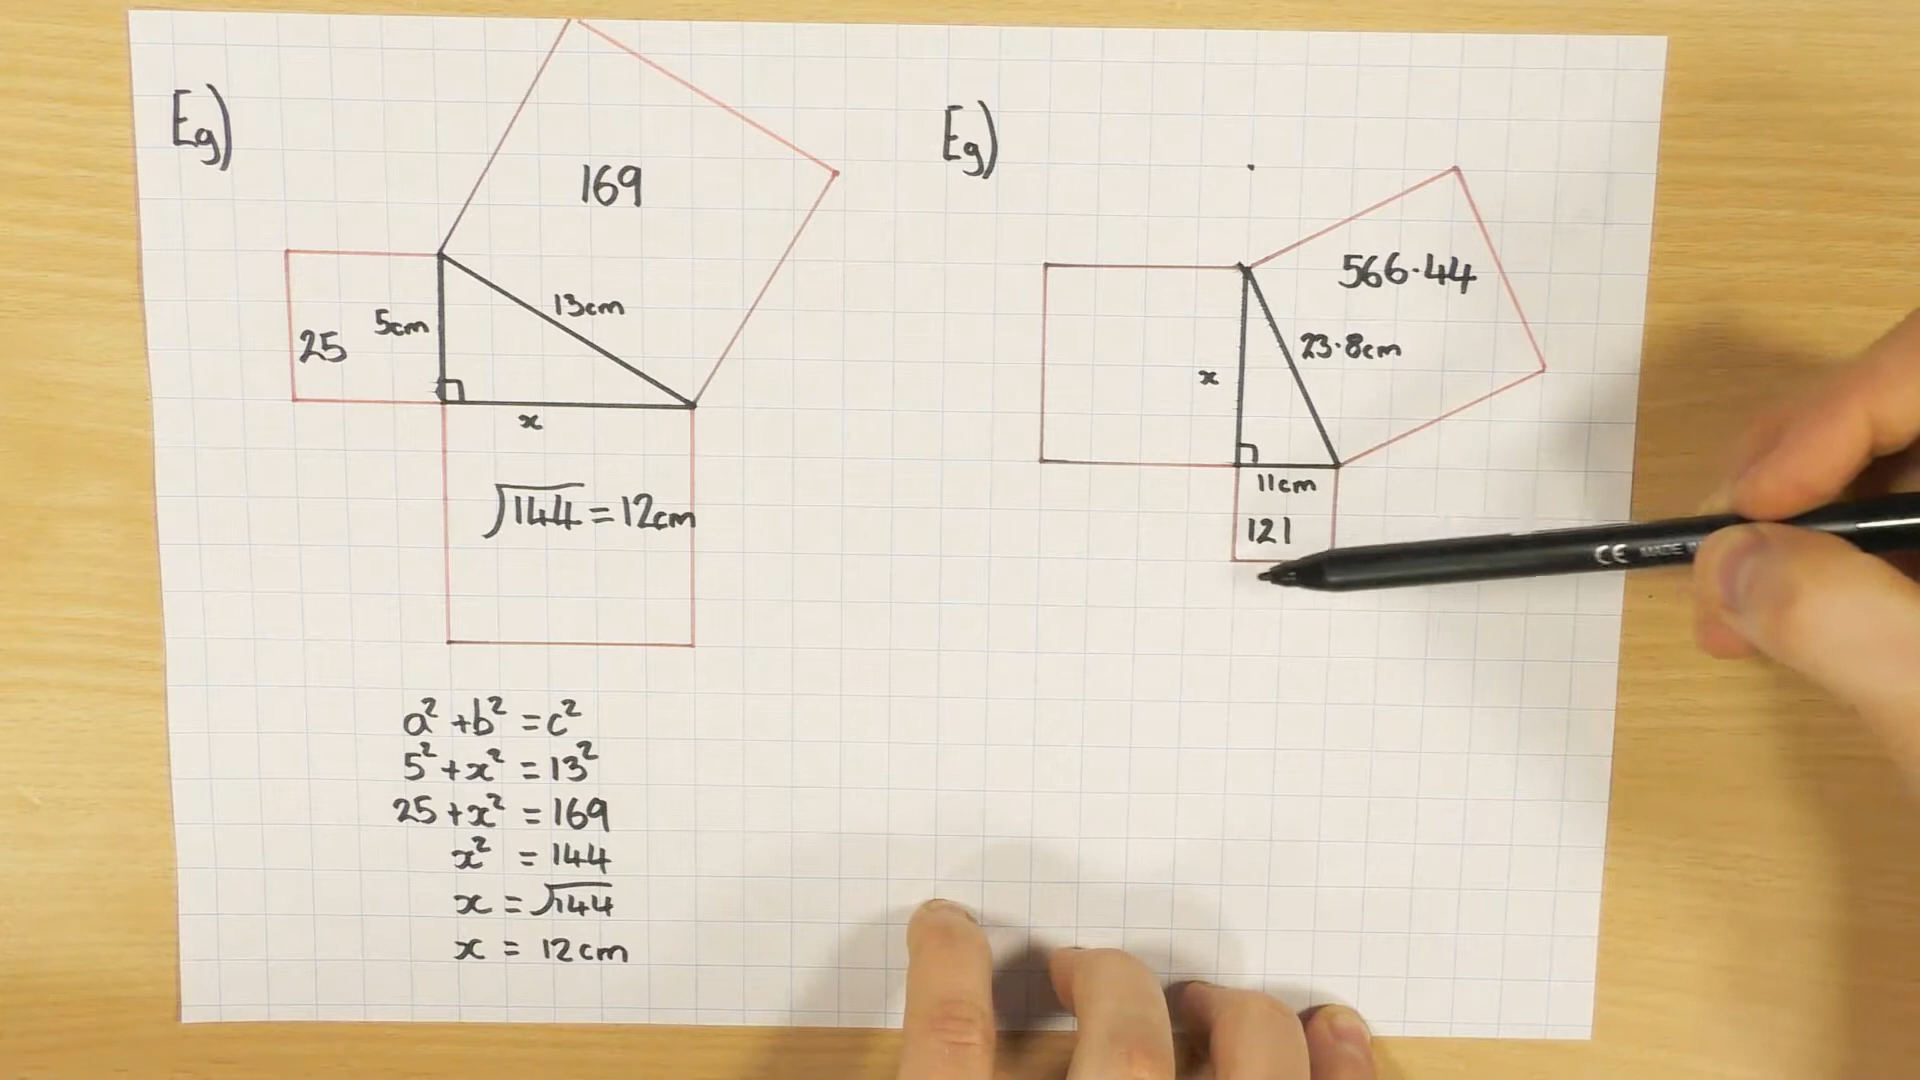 Eg)
169
13cm
5cm
25
x
√144 = 12cm
a² + b² = c²
5² + x² = 13²
25 + x² = 169
x² = 144
x = √144
x = 12cm
Eg)
566·44
23·8cm
x
11cm
121
CE MADE